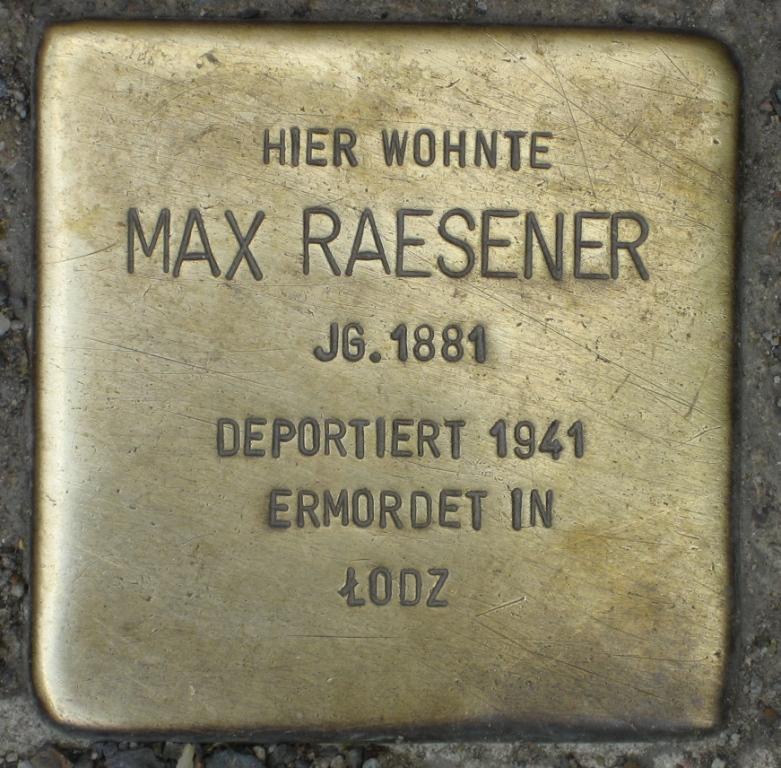 HIER WOHNTE
MAX RAESENER
JG. 1881
DEPORTIERT 1941
ERMORDET IN
ŁODZ